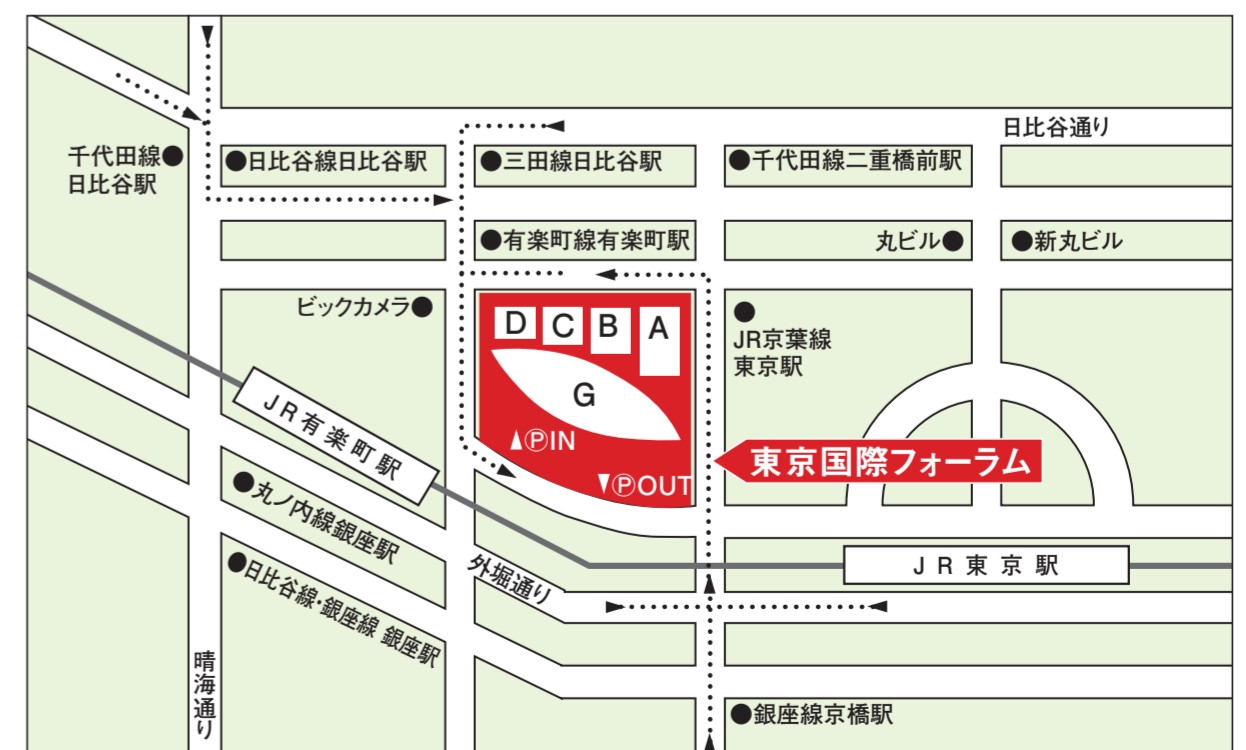 日比谷通り
千代田線●
日比谷駅
●日比谷線日比谷駅
●三田線日比谷駅
●千代田線二重橋前駅
●有楽町線有楽町駅
丸ビル●
●新丸ビル
ビックカメラ●
D
C
B
A
G
▲ⓅIN
▼ⓅOUT
●
JR京葉線
東京駅
JR有楽町駅
東京国際フォーラム
●丸ノ内線銀座駅
●日比谷線・銀座線 銀座駅
外堀通り
JR東京駅
晴海通り
●銀座線京橋駅